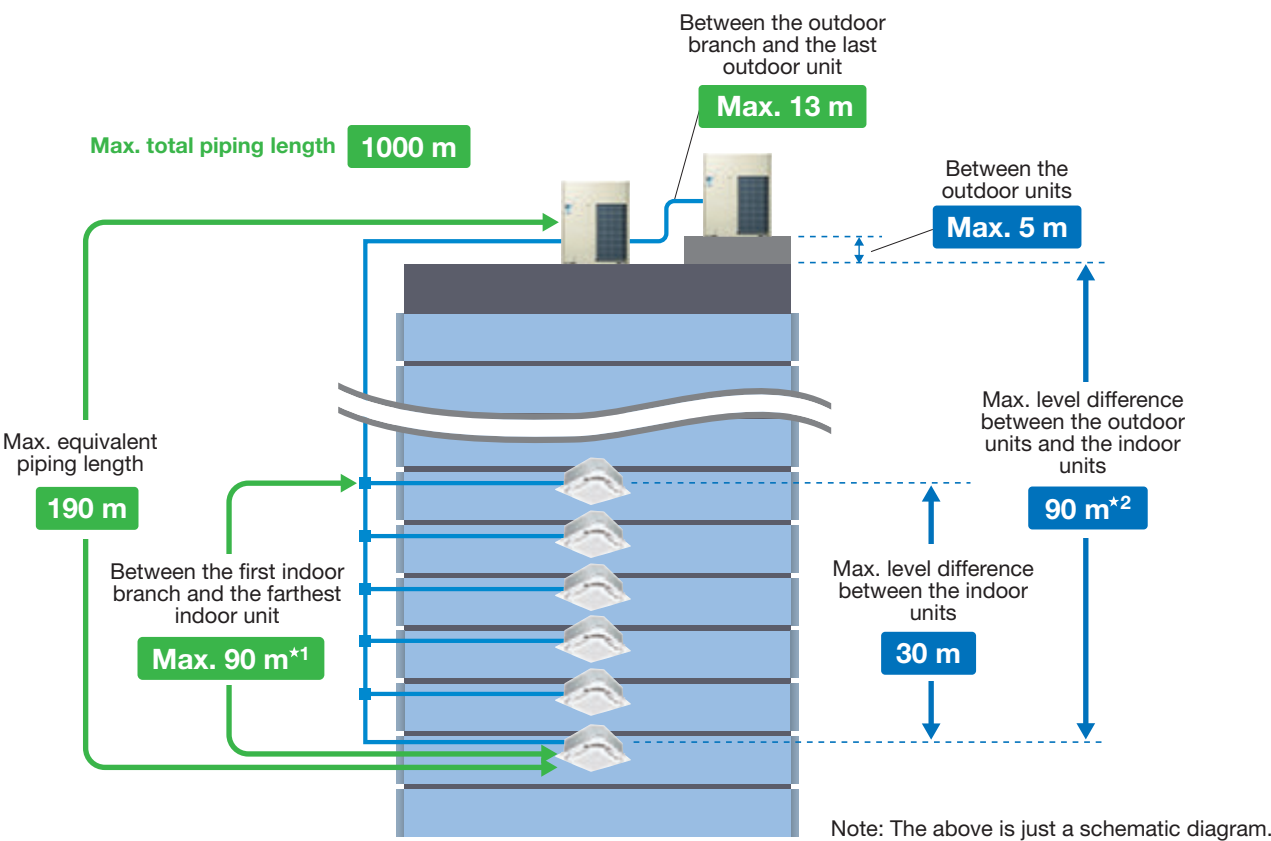 Between the outdoor
branch and the last
outdoor unit
Max. 13 m
Max. total piping length 1000 m
Between the
outdoor units
Max. 5 m
Max. equivalent
piping length
190 m
Between the first indoor
branch and the farthest
indoor unit
Max. 90 m★1
Max. level difference
between the outdoor
units and the indoor
units
90 m★2
Max. level difference
between the indoor
units
30 m
Note: The above is just a schematic diagram.